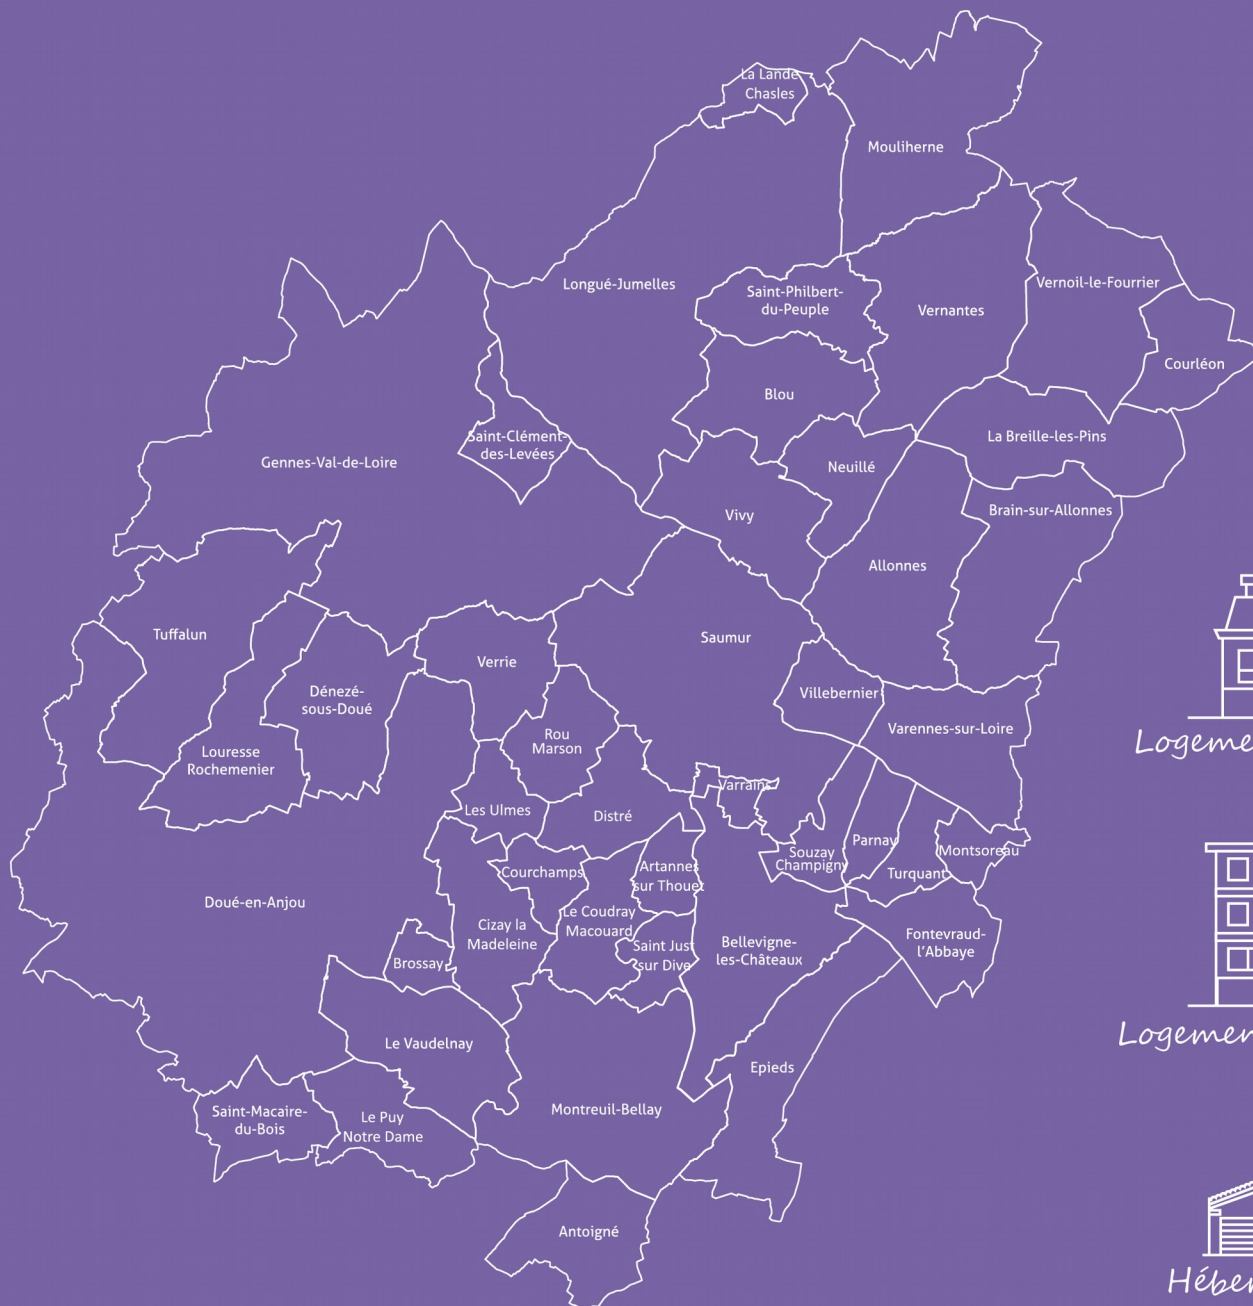 La Lande
Chasles
Mouliherne
Longué-Jumelles
Saint-Philbert-
du-Peuple
Vernantes
Vernoil-le-Fourrier
Courléon
Blou
La Breille-les-Pins
Saint-Clément-
des-Levées
Gennes-Val-de-Loire
Neuillé
Brain-sur-Allonnes
Vivy
Allonnes
Tuffalun
Saumur
Verrie
Dénezé-
sous-Doué
Villebernier
Varennes-sur-Loire
Rou
Marson
Louresse
Rochemenier
Varrains
Les Ulmes
Distré
Parnay
Souzay
Champigny
Montsoreau
Turquant
Artannes
sur Thouet
Courchamps
Doué-en-Anjou
Le Coudray
Macouard
Cizay la
Madeleine
Saint Just
sur Dive
Bellevigne-
les-Châteaux
Fontevraud-
l'Abbaye
Brossay
Le Vaudelnay
Epieds
Montreuil-Bellay
Saint-Macaire-
du-Bois
Le Puy
Notre Dame
Antoigné
Logeme
Logemen
Héber